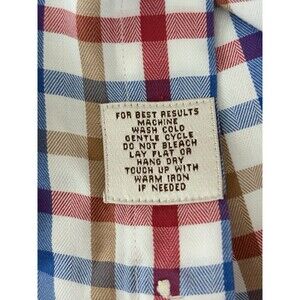 FOR BEST RESULTS
MACHINE
WASH COLD
GENTLE CYCLE
DO NOT BLEACH
LAY FLAT OR
HANG DRY
TOUCH UP WITH
WARM IRON
IF NEEDED